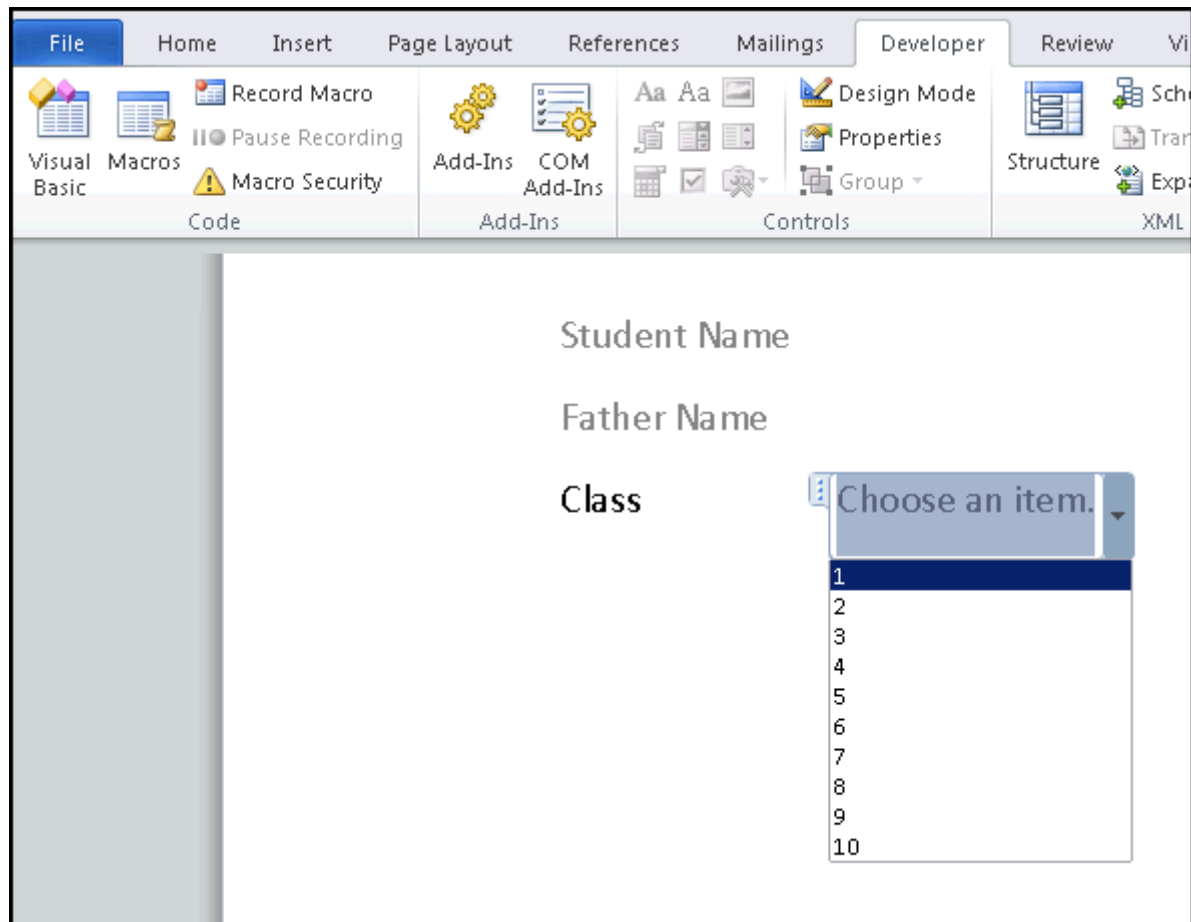 File Home Insert Page Layout References Mailings Developer Review
Record Macro Aa Aa Design Mode
Pause Recording Properties
Visual Basic Macros Macro Security Add-Ins COM Add-Ins Group Structure
Code Add-Ins Controls XML
Student Name
Father Name
Class Choose an item.
1
2
3
4
5
6
7
8
9
10